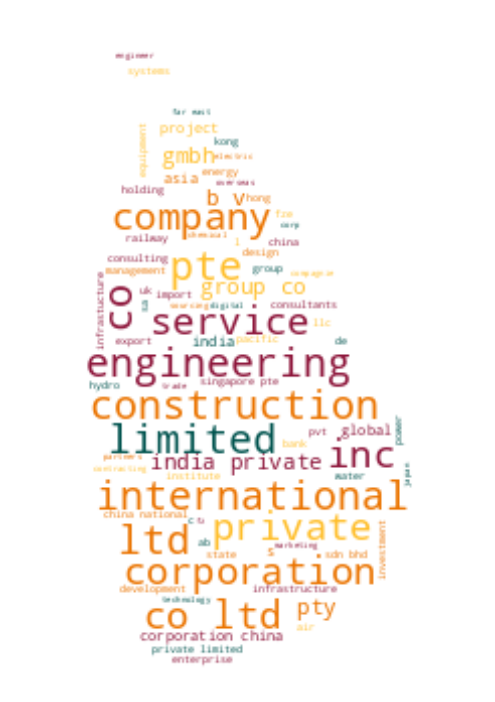 engineer
systems
far east
equipment
project
kong
gmbh
electric
energy
asia
overseas
holding
b v
hong
company
fze
corp
railway
chemical
l
china
design
consulting
pte
management
group
compagnie
infrastucture
co
group co
uk
import
sa
sourcing
digital
consultants
service
llc
export
india
pacific
de
engineering
hydro
trade
singapore pte
construction
power
limited
pvt
global
bank
inc
partners
india private
contracting
institute
water
japan
international
china national
c
ltd
private
ab
marketing
s
state
sdn bhd
investment
corporation
development
infrastructure
technology
co ltd
pty
air
corporation china
private limited
enterprise